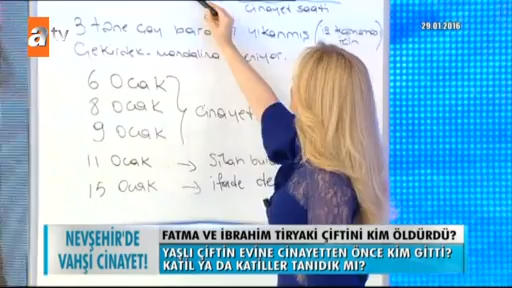 cinayet saati
29.01.2016
atv
3 tane çay bardağı yıkanmış
için
Çekirdek - mandalina yeniyor.
6 Ocak
8 Ocak
9 Ocak
cinayet
11 Ocak → Silah bulu
15 Ocak → ifade de
FATMA VE İBRAHİM TİRYAKİ ÇİFTİNİ KİM ÖLDÜRDÜ?
NEVŞEHİR'DE
VAHŞİ CİNAYET!
YAŞLI ÇİFTİN EVİNE CİNAYETTEN ÖNCE KİM GİTTİ?
KATİL YA DA KATİLLER TANIDIK MI?